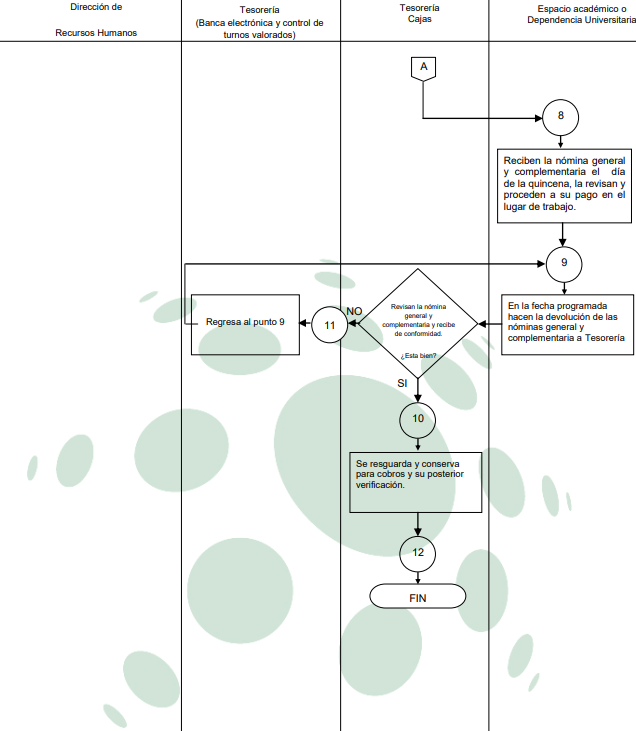 Dirección de
Recursos Humanos
Tesorería
(Banca electrónica y control de
turnos valorados)
Tesorería
Cajas
Espacio académico o
Dependencia Universitaria
A
8
Reciben la nómina general
y complementaria el día
de la quincena, la revisan y
proceden a su pago en el
lugar de trabajo.
9
En la fecha programada
hacen la devolución de las
nóminas general y
complementaria a Tesorería
Revisan la nómina
general y
complementaria y recibe
de conformidad.
¿Esta bien?
NO
11
Regresa al punto 9
SI
10
Se resguarda y conserva
para cobros y su posterior
verificación.
12
FIN